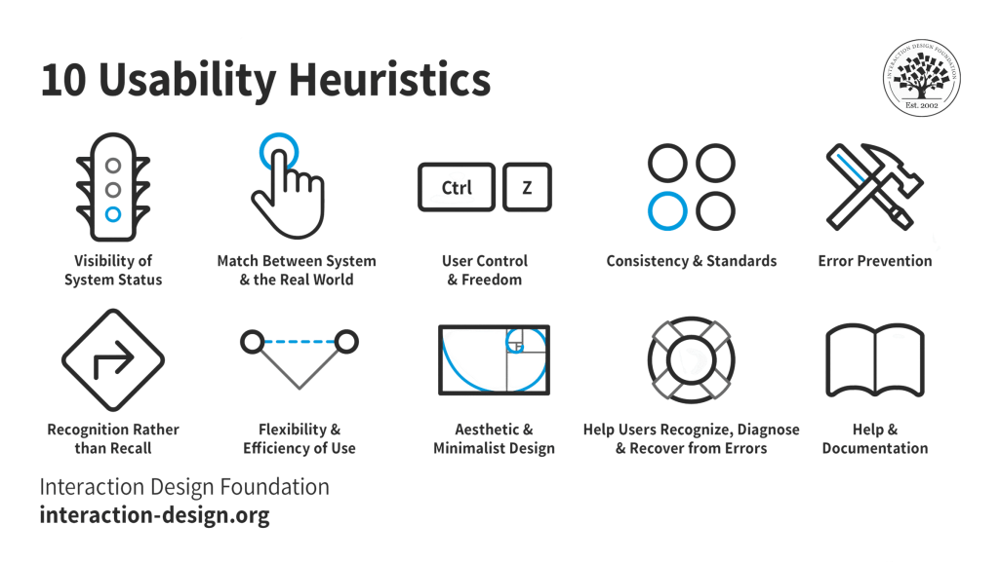 10 Usability Heuristics
INTERACTION DESIGN FOUNDATION
Est. 2002
Ctrl
Z
Visibility of
System Status
Match Between System
& the Real World
User Control
& Freedom
Consistency & Standards
Error Prevention
Recognition Rather
than Recall
Flexibility &
Efficiency of Use
Aesthetic &
Minimalist Design
Help Users Recognize, Diagnose
& Recover from Errors
Help &
Documentation
Interaction Design Foundation
interaction-design.org